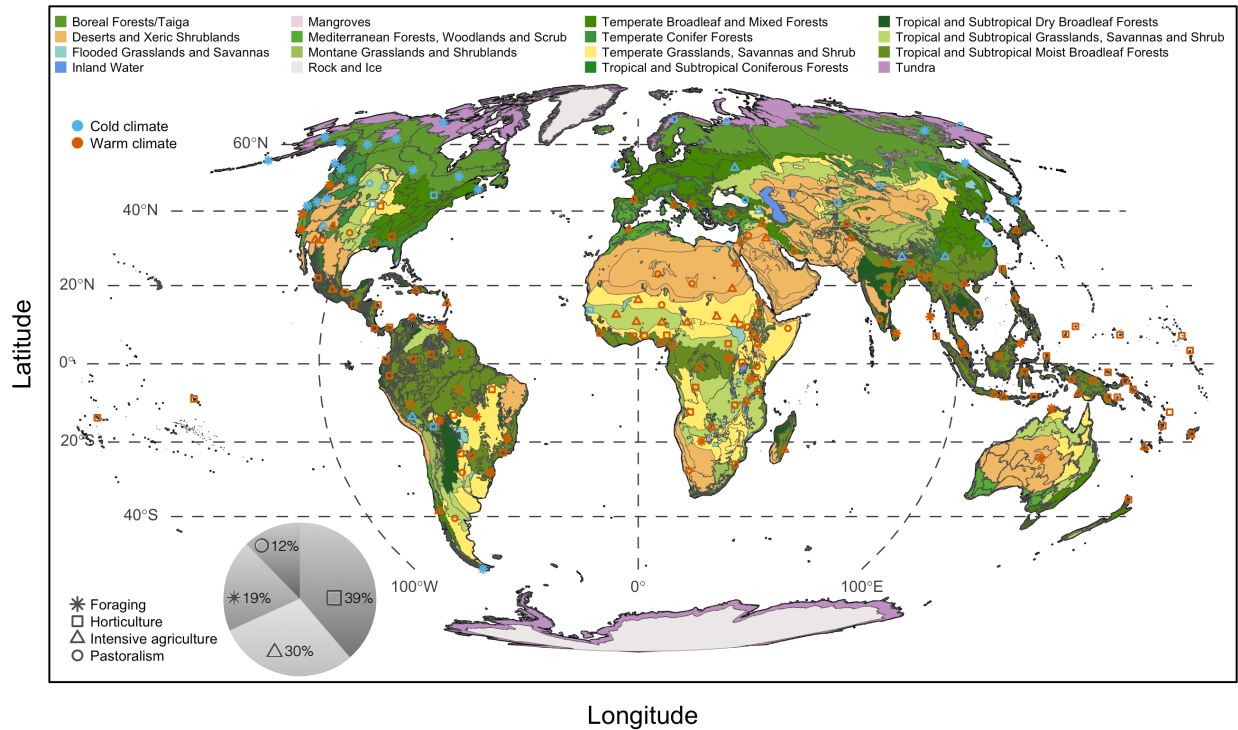 Boreal Forests/Taiga
Deserts and Xeric Shrublands
Flooded Grasslands and Savannas
Inland Water
Mangroves
Mediterranean Forests, Woodlands and Scrub
Montane Grasslands and Shrublands
Rock and Ice
Temperate Broadleaf and Mixed Forests
Temperate Conifer Forests
Temperate Grasslands, Savannas and Shrub
Tropical and Subtropical Coniferous Forests
Tropical and Subtropical Dry Broadleaf Forests
Tropical and Subtropical Grasslands, Savannas and Shrub
Tropical and Subtropical Moist Broadleaf Forests
Tundra
Cold climate
Warm climate
60°N
40°N
20°N
0°
20°S
40°S
100°W
0°
100°E
Latitude
Longitude
12%
19%
39%
30%
Foraging
Horticulture
Intensive agriculture
Pastoralism